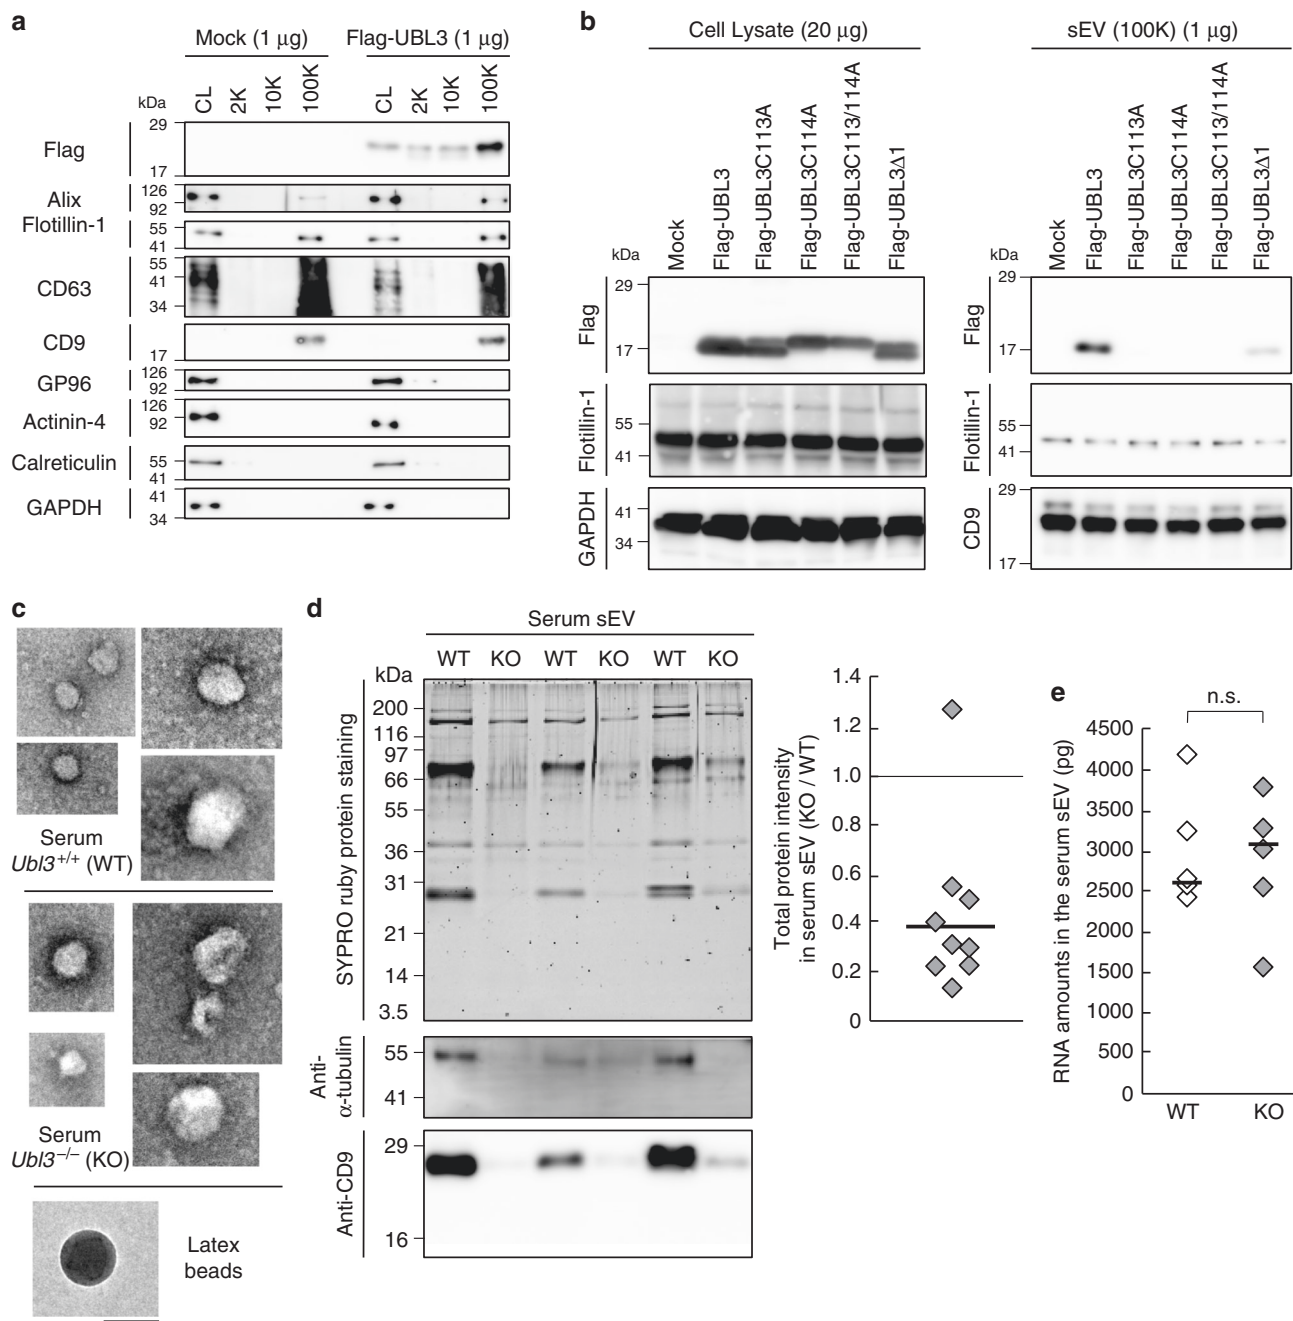 a
Mock (1 µg)
Flag-UBL3 (1 µg)
kDa
CL
2K
10K
100K
CL
2K
10K
100K
Flag
29
17
Alix
126
92
Flotillin-1
55
41
CD63
55
41
34
CD9
17
GP96
126
92
Actinin-4
126
92
Calreticulin
55
41
GAPDH
41
34
b
Cell Lysate (20 µg)
kDa
Mock
Flag-UBL3
Flag-UBL3C113A
Flag-UBL3C114A
Flag-UBL3C113/114A
Flag-UBL3Δ1
Flag
29
17
Flotillin-1
55
41
GAPDH
41
34
sEV (100K) (1 µg)
kDa
Mock
Flag-UBL3
Flag-UBL3C113A
Flag-UBL3C114A
Flag-UBL3C113/114A
Flag-UBL3Δ1
Flag
29
17
Flotillin-1
55
41
CD9
29
17
c
Serum
Ubl3+/+ (WT)
Serum
Ubl3−/− (KO)
Latex
beads
d
Serum sEV
WT
KO
WT
KO
WT
KO
kDa
SYPRO ruby protein staining
200
116
97
66
55
36
31
21
14
3.5
Anti-
α-tubulin
55
41
Anti-CD9
29
16
Total protein intensity
in serum sEV (KO / WT)
1.4
1.2
1.0
0.8
0.6
0.4
0.2
0
e
n.s.
RNA amounts in the serum sEV (pg)
4500
4000
3500
3000
2500
2000
1500
1000
500
0
WT
KO